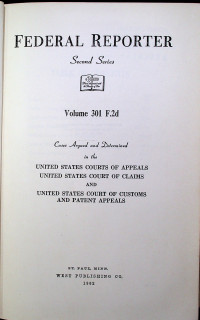 FEDERAL REPORTER
Second Series
Volume 301 F.2d
Cases Argued and Determined
in the
UNITED STATES COURTS OF APPEALS
UNITED STATES COURT OF CLAIMS
AND
UNITED STATES COURT OF CUSTOMS
AND PATENT APPEALS
ST. PAUL, MINN.
WEST PUBLISHING CO.
1962